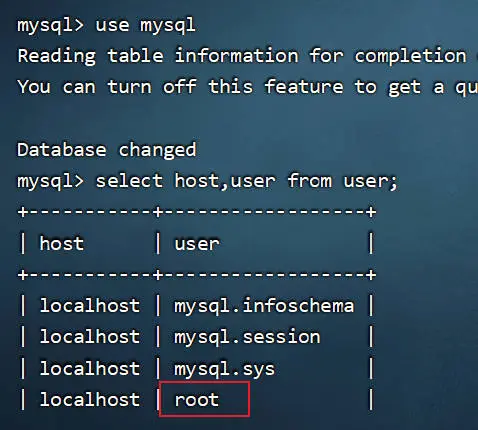 mysql> use mysql
Reading table information for completion
You can turn off this feature to get a qu
Database changed
mysql> select host,user from user;
+-----------+------------------+
| host      | user             |
+-----------+------------------+
| localhost | mysql.infoschema |
| localhost | mysql.session    |
| localhost | mysql.sys        |
| localhost | root             |